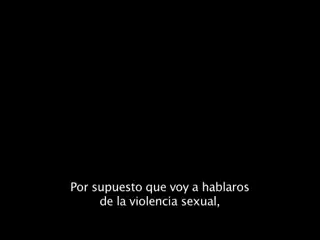 Por supuesto que voy a hablaros
de la violencia sexual,